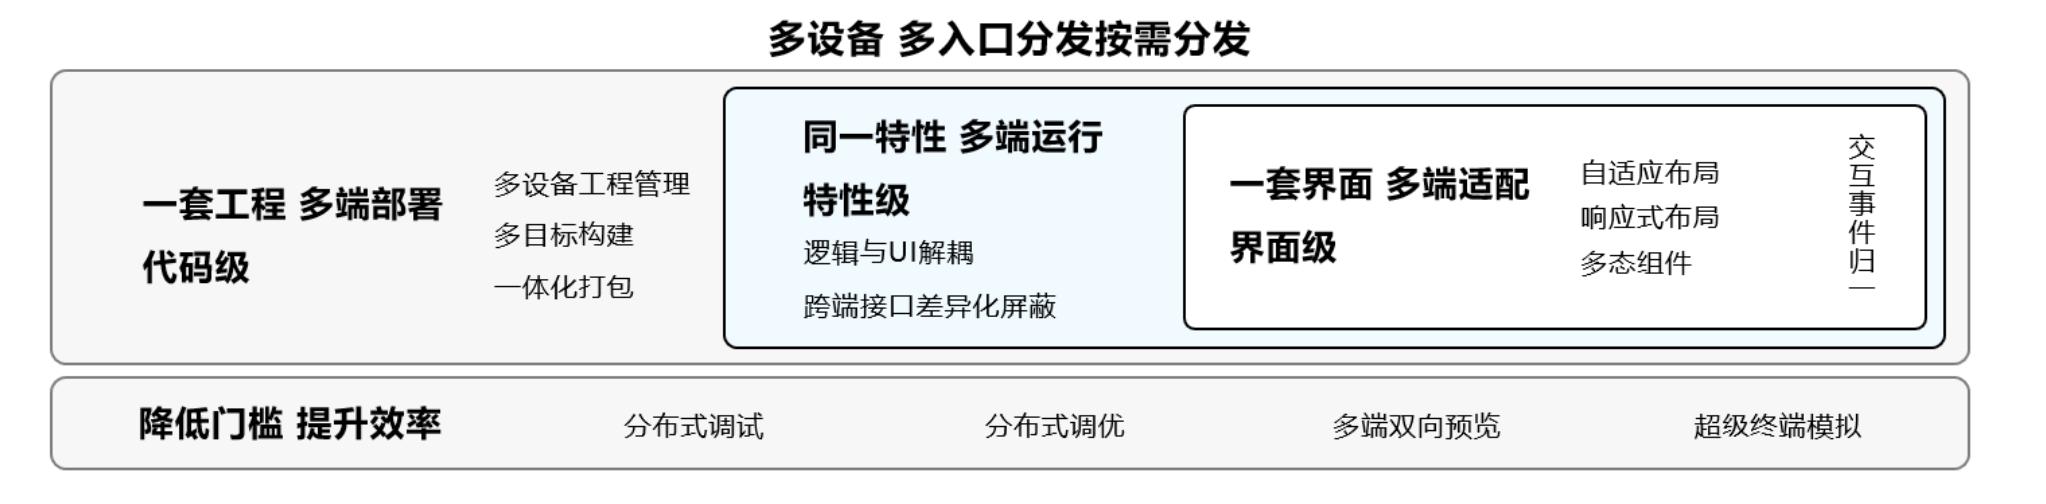 多设备 多入口分发按需分发
一套工程 多端部署
代码级
多设备工程管理
多目标构建
一体化打包
同一特性 多端运行
特性级
逻辑与UI解耦
跨端接口差异化屏蔽
一套界面 多端适配
界面级
自适应布局
响应式布局
多态组件
交互事件归一
降低门槛 提升效率
分布式调试
分布式调优
多端双向预览
超级终端模拟